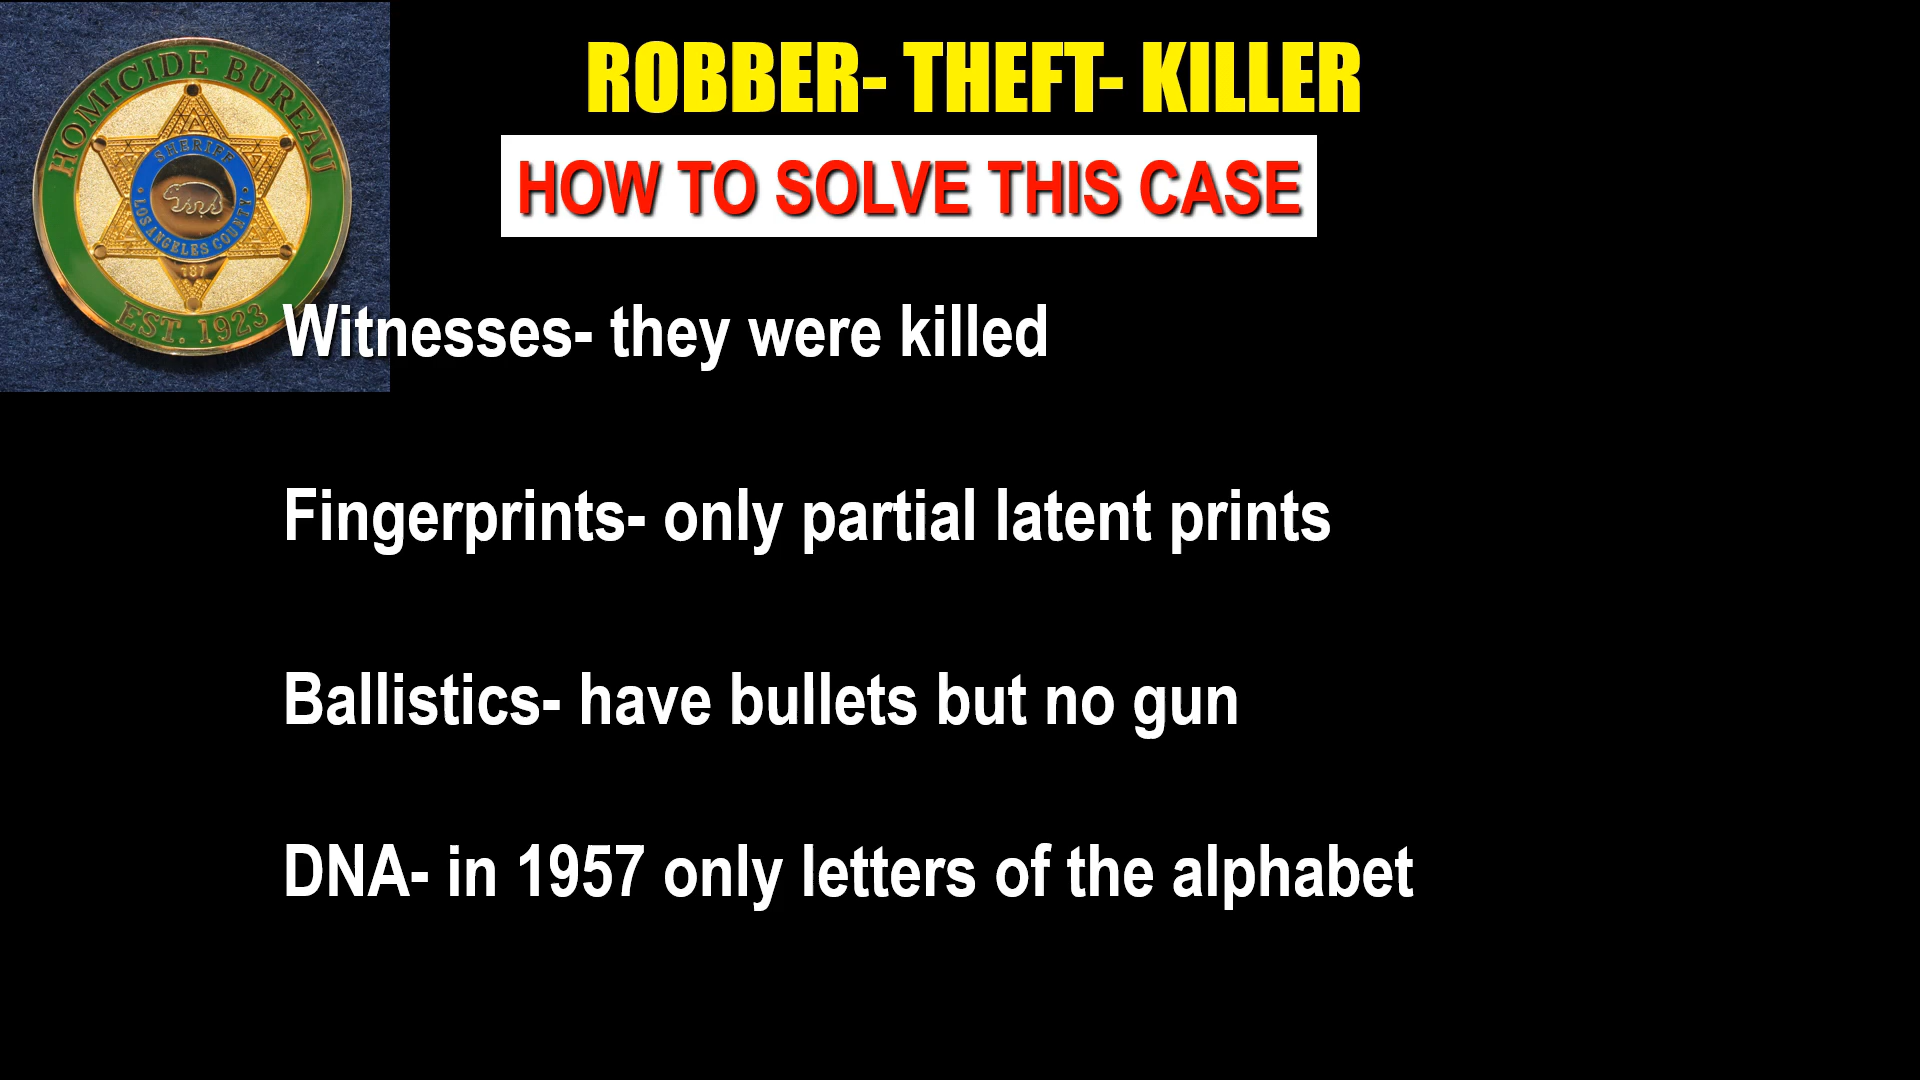 HOMICIDE BUREAU
SHERIFF
LOS ANGELES COUNTY
787
EST. 1923
ROBBER- THEFT- KILLER
HOW TO SOLVE THIS CASE
Witnesses- they were killed
Fingerprints- only partial latent prints
Ballistics- have bullets but no gun
DNA- in 1957 only letters of the alphabet